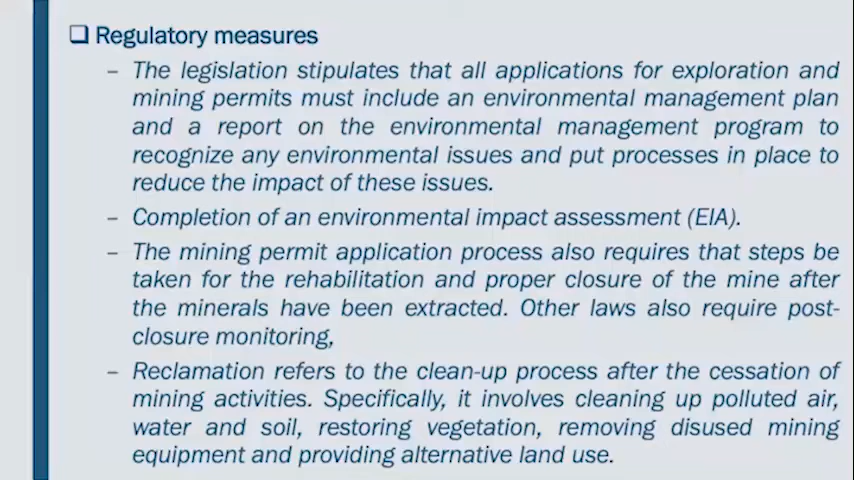 ❑ Regulatory measures
– The legislation stipulates that all applications for exploration and
mining permits must include an environmental management plan
and a report on the environmental management program to
recognize any environmental issues and put processes in place to
reduce the impact of these issues.
– Completion of an environmental impact assessment (EIA).
– The mining permit application process also requires that steps be
taken for the rehabilitation and proper closure of the mine after
the minerals have been extracted. Other laws also require post-
closure monitoring,
– Reclamation refers to the clean-up process after the cessation of
mining activities. Specifically, it involves cleaning up polluted air,
water and soil, restoring vegetation, removing disused mining
equipment and providing alternative land use.